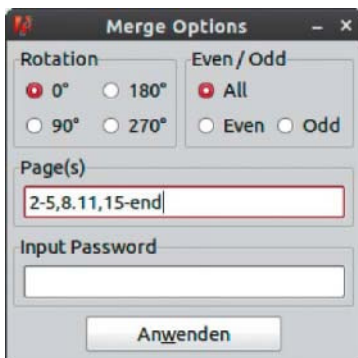 Merge Options
Rotation Even / Odd
0° 180° All
90° 270° Even Odd
Page(s)
2-5,8.11,15-end
Input Password
Anwenden